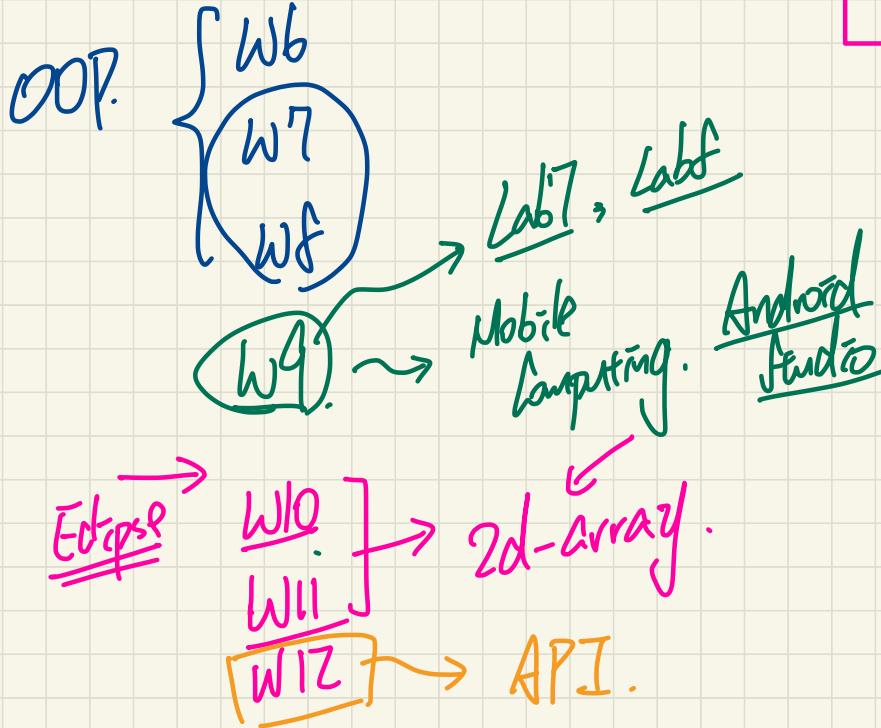 OOP.
W6
W7
W8
Lab7, Lab8
W9.
Mobile
Computing.
Android
Studio
Eclipse
W10
W11
2d-array.
W12
API.